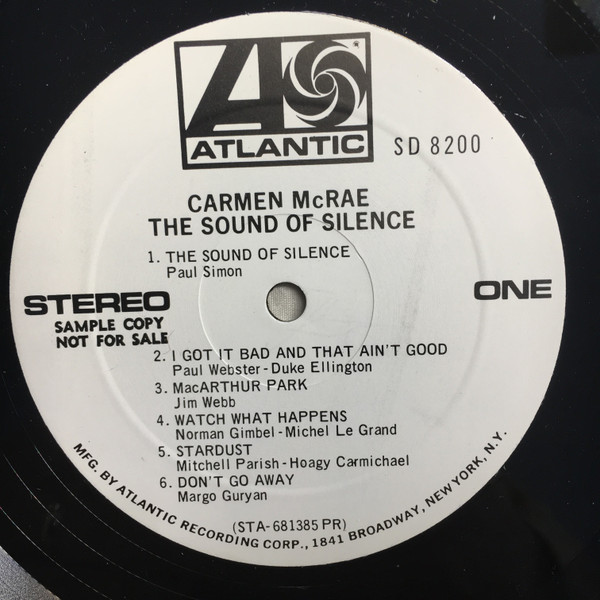 ATLANTIC
SD 8200
CARMEN McRAE
THE SOUND OF SILENCE
1. THE SOUND OF SILENCE
Paul Simon
STEREO
SAMPLE COPY
NOT FOR SALE
ONE
2. I GOT IT BAD AND THAT AIN'T GOOD
Paul Webster-Duke Ellington
3. MacARTHUR PARK
Jim Webb
4. WATCH WHAT HAPPENS
Norman Gimbel-Michel Le Grand
5. STARDUST
Mitchell Parish-Hoagy Carmichael
6. DON'T GO AWAY
Margo Guryan
(STA-681385 PR)
MFG. BY ATLANTIC RECORDING CORP., 1841 BROADWAY, NEW YORK, N.Y.